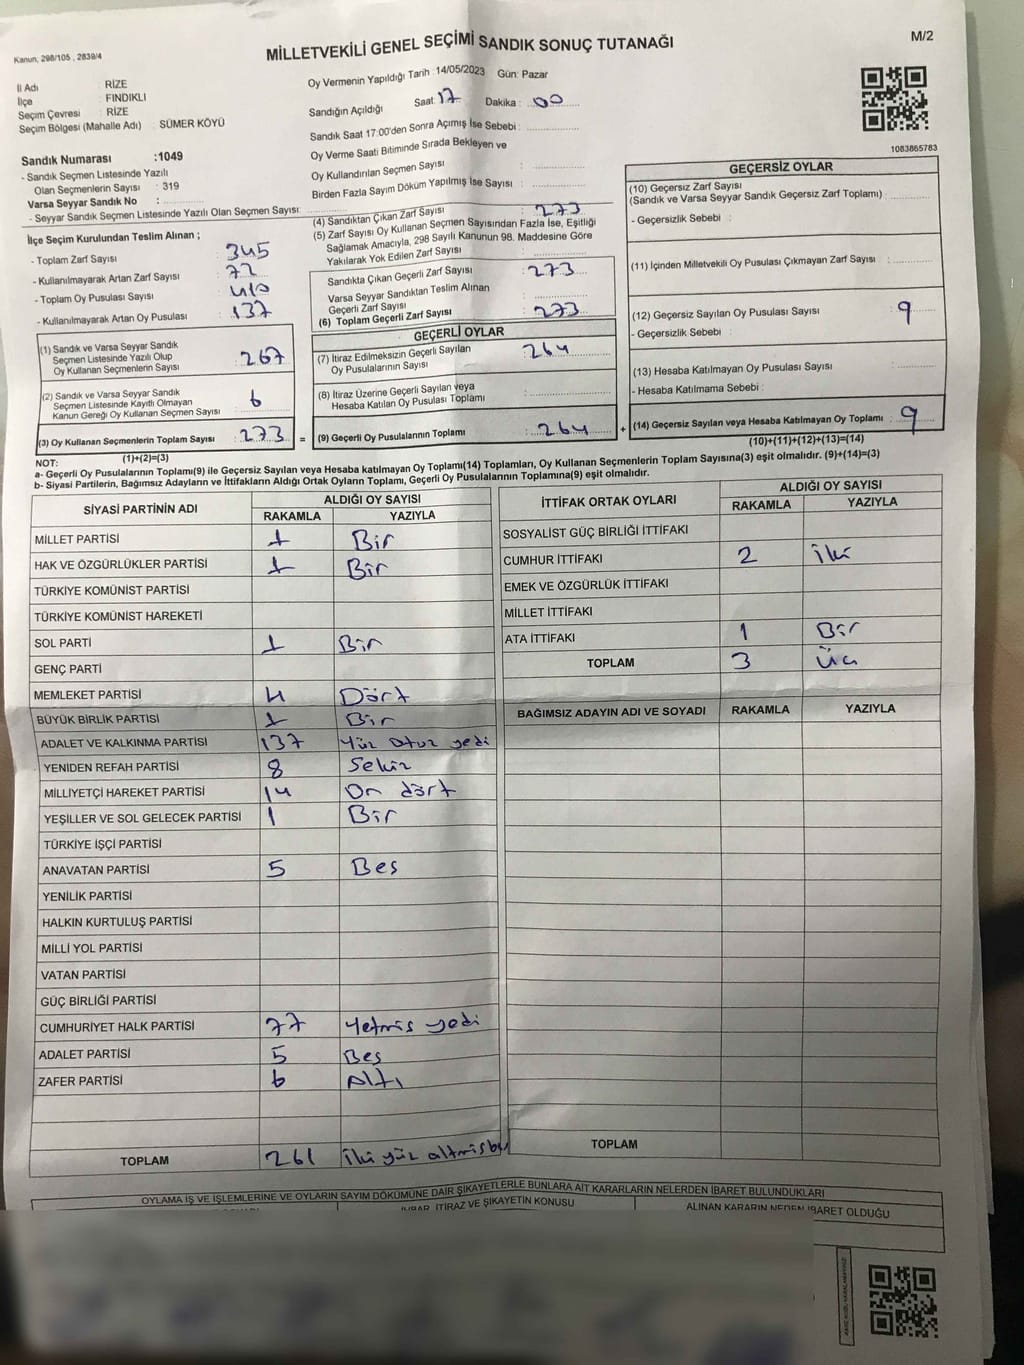 Kanun, 298/105, 2839/4
MİLLETVEKİLİ GENEL SEÇİMİ SANDIK SONUÇ TUTANAĞI
M/2
İl Adı : RİZE
İlçe : FINDIKLI
Seçim Çevresi : RİZE
Seçim Bölgesi (Mahalle Adı) : SÜMER KÖYÜ
Sandık Numarası :1049
- Sandık Seçmen Listesinde Yazılı
Olan Seçmenlerin Sayısı : 319
Varsa Seyyar Sandık No :
- Seyyar Sandık Seçmen Listesinde Yazılı Olan Seçmen Sayısı:
Oy Vermenin Yapıldığı Tarih :14/05/2023 Gün: Pazar
Sandığın Açıldığı Saat: 17 Dakika : 00
Sandık Saat 17:00'den Sonra Açımış İse Sebebi :
Oy Verme Saati Bitiminde Sırada Bekleyen ve
Oy Kullandırılan Seçmen Sayısı :
Birden Fazla Sayım Döküm Yapılmış İse Sayısı :
1083865783
İlçe Seçim Kurulundan Teslim Alınan ;
- Toplam Zarf Sayısı : 345
- Kullanılmayarak Artan Zarf Sayısı : 72
- Toplam Oy Pusulası Sayısı : 410
- Kullanılmayarak Artan Oy Pusulası : 137
(4) Sandıktan Çıkan Zarf Sayısı : 273
(5) Zarf Sayısı Oy Kullanan Seçmen Sayısından Fazla İse, Eşitliği
Sağlamak Amacıyla, 298 Sayılı Kanunun 98. Maddesine Göre
Yakılarak Yok Edilen Zarf Sayısı :
Sandıkta Çıkan Geçerli Zarf Sayısı : 273
Varsa Seyyar Sandıktan Teslim Alınan
Geçerli Zarf Sayısı :
(6) Toplam Geçerli Zarf Sayısı : 273
(1) Sandık ve Varsa Seyyar Sandık
Seçmen Listesinde Yazılı Olup
Oy Kullanan Seçmenlerin Sayısı : 267
(2) Sandık ve Varsa Seyyar Sandık
Seçmen Listesinde Kayıtlı Olmayan
Kanun Gereği Oy Kullanan Seçmen Sayısı : 6
(3) Oy Kullanan Seçmenlerin Toplam Sayısı : 273 =
(1)+(2)=(3)
GEÇERLİ OYLAR
(7) İtiraz Edilmeksizin Geçerli Sayılan
Oy Pusulalarının Sayısı : 264
(8) İtiraz Üzerine Geçerli Sayılan veya
Hesaba Katılan Oy Pusulası Toplamı :
(9) Geçerli Oy Pusulalarının Toplamı : 264 +
GEÇERSİZ OYLAR
(10) Geçersiz Zarf Sayısı
(Sandık ve Varsa Seyyar Sandık Geçersiz Zarf Toplamı) :
- Geçersizlik Sebebi :
(11) İçinden Milletvekili Oy Pusulası Çıkmayan Zarf Sayısı :
(12) Geçersiz Sayılan Oy Pusulası Sayısı : 9
- Geçersizlik Sebebi :
(13) Hesaba Katılmayan Oy Pusulası Sayısı :
- Hesaba Katılmama Sebebi :
(14) Geçersiz Sayılan veya Hesaba Katılmayan Oy Toplamı : 9
(10)+(11)+(12)+(13)=(14)
NOT:
a- Geçerli Oy Pusulalarının Toplamı(9) ile Geçersiz Sayılan veya Hesaba katılmayan Oy Toplamı(14) Toplamları, Oy Kullanan Seçmenlerin Toplam Sayısına(3) eşit olmalıdır. (9)+(14)=(3)
b- Siyasi Partilerin, Bağımsız Adayların ve İttifakların Aldığı Ortak Oyların Toplamı, Geçerli Oy Pusulalarının Toplamına(9) eşit olmalıdır.
SİYASİ PARTİNİN ADI ALDIĞI OY SAYISI
RAKAMLA YAZIYLA
MİLLET PARTİSİ 1 Bir
HAK VE ÖZGÜRLÜKLER PARTİSİ 1 Bir
TÜRKİYE KOMÜNİST PARTİSİ
TÜRKİYE KOMÜNİST HAREKETİ
SOL PARTİ 1 Bir
GENÇ PARTİ
MEMLEKET PARTİSİ 4 Dört
BÜYÜK BİRLİK PARTİSİ 1 Bir
ADALET VE KALKINMA PARTİSİ 137 Yüz otuz yedi
YENİDEN REFAH PARTİSİ 8 Sekiz
MİLLİYETÇİ HAREKET PARTİSİ 14 On dört
YEŞİLLER VE SOL GELECEK PARTİSİ 1 Bir
TÜRKİYE İŞÇİ PARTİSİ
ANAVATAN PARTİSİ 5 Bes
YENİLİK PARTİSİ
HALKIN KURTULUŞ PARTİSİ
MİLLİ YOL PARTİSİ
VATAN PARTİSİ
GÜÇ BİRLİĞİ PARTİSİ
CUMHURİYET HALK PARTİSİ 77 Yetmis yedi
ADALET PARTİSİ 5 Beş
ZAFER PARTİSİ 6 Altı
TOPLAM 261 İki yüz altmisbir
İTTİFAK ORTAK OYLARI ALDIĞI OY SAYISI
RAKAMLA YAZIYLA
SOSYALİST GÜÇ BİRLİĞİ İTTİFAKI
CUMHUR İTTİFAKI 2 İki
EMEK VE ÖZGÜRLÜK İTTİFAKI
MİLLET İTTİFAKI
ATA İTTİFAKI 1 Bir
TOPLAM 3 Üç
BAĞIMSIZ ADAYIN ADI VE SOYADI RAKAMLA YAZIYLA
TOPLAM
OYLAMA İŞ VE İŞLEMLERİNE VE OYLARIN SAYIM DÖKÜMÜNE DAİR ŞİKAYETLERLE BUNLARA AİT KARARLARIN NELERDEN İBARET BULUNDUKLARI
İTİRAZ VE ŞİKAYETİN KONUSU
ALINAN KARARIN NEDEN İBARET OLDUĞU